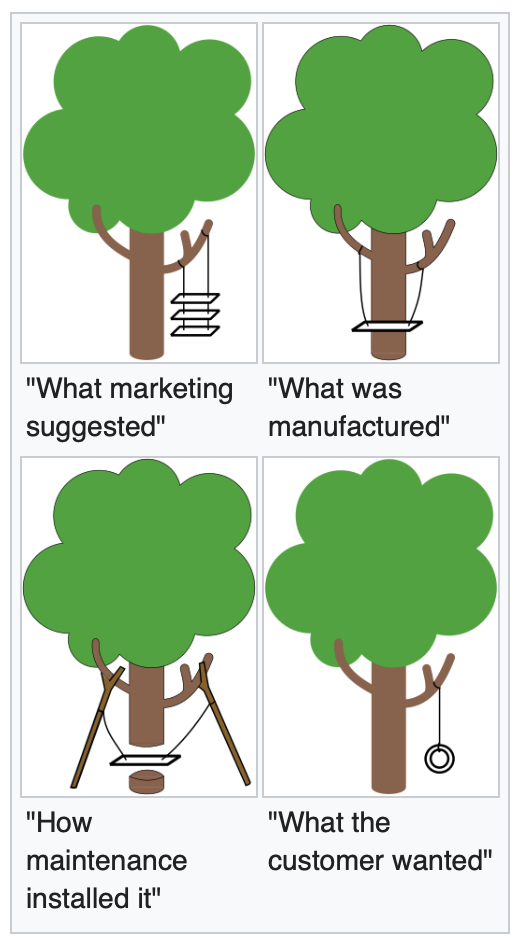 "What marketing
suggested"
"What was
manufactured"
"How
maintenance
installed it"
"What the
customer wanted"